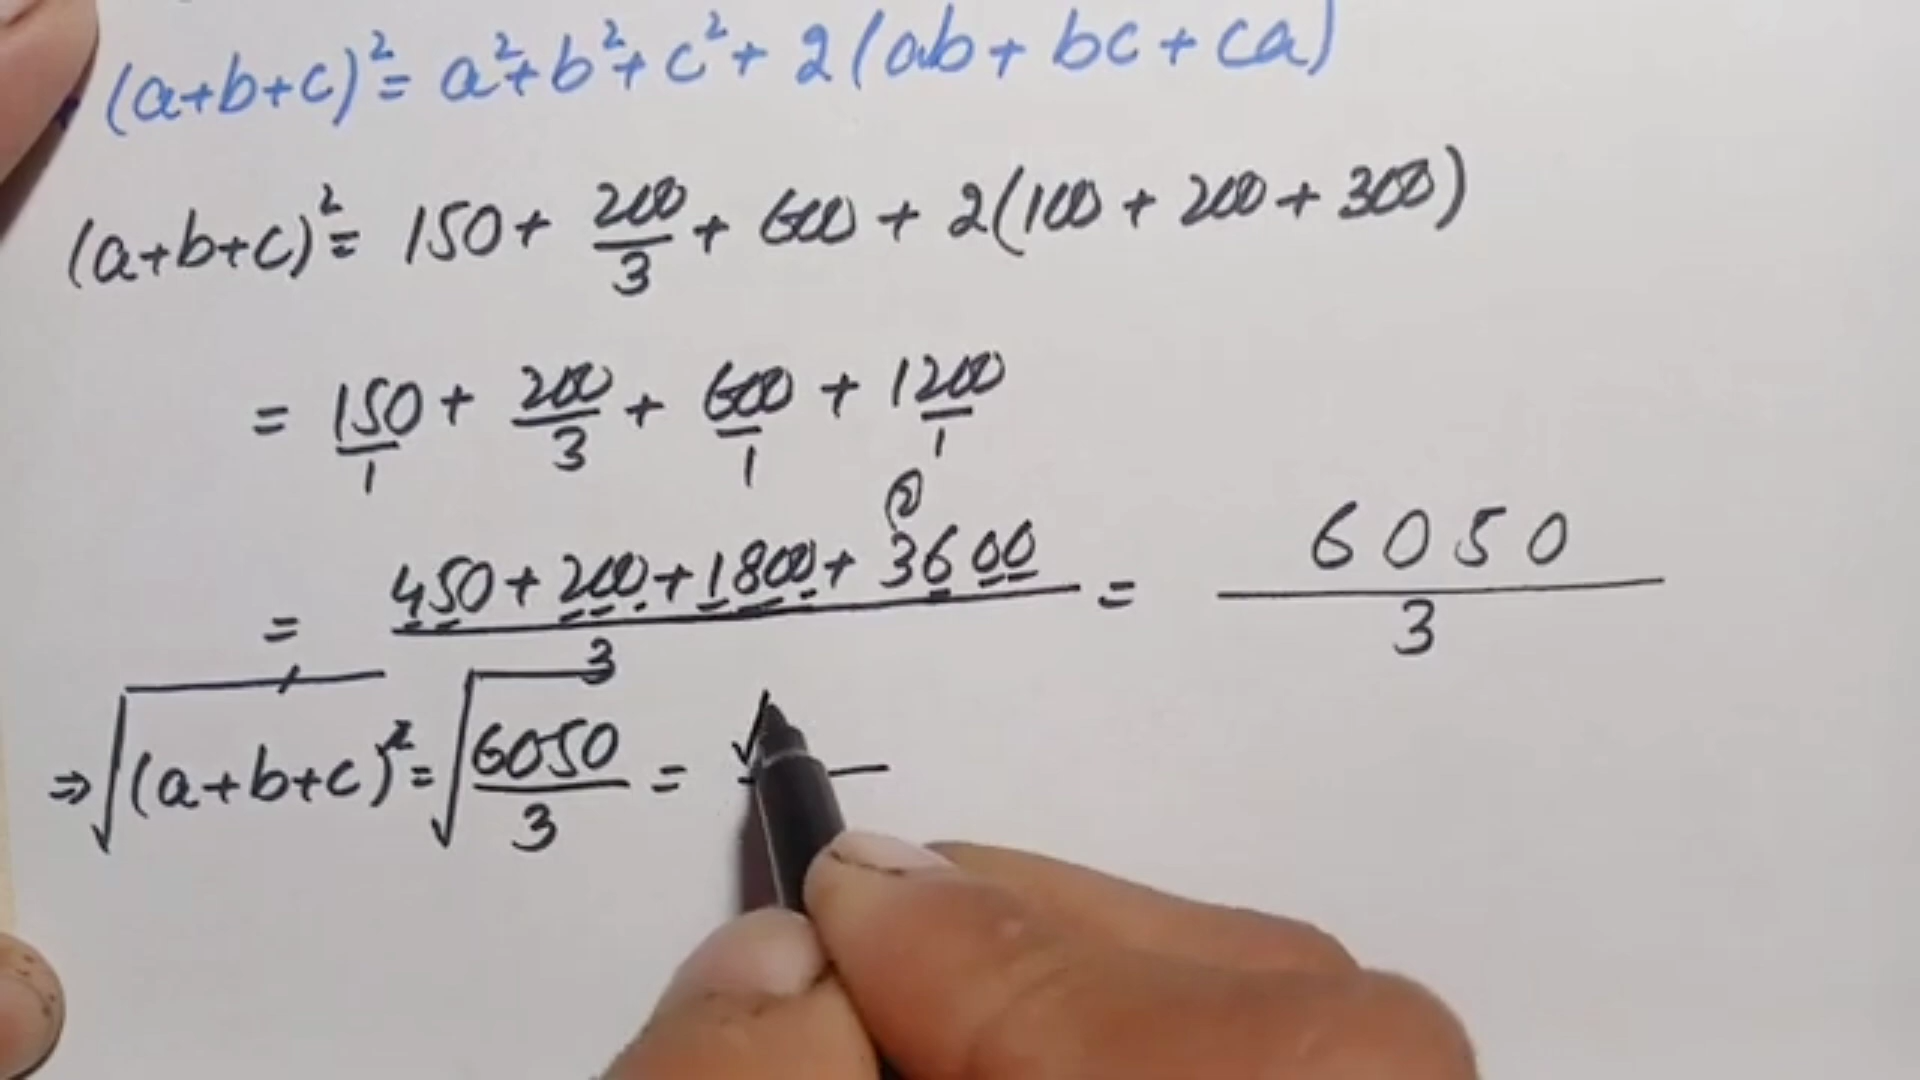 (a+b+c)²= a²+b²+c²+ 2(ab+bc+ca)
(a+b+c)²= 150+ 200/3 + 600 + 2(100+200+300)
= 150/1 + 200/3 + 600/1 + 1200/1
= (450+200+1800+3600)/3 = 6050/3
⇒√(a+b+c)²=√6050/3 = √